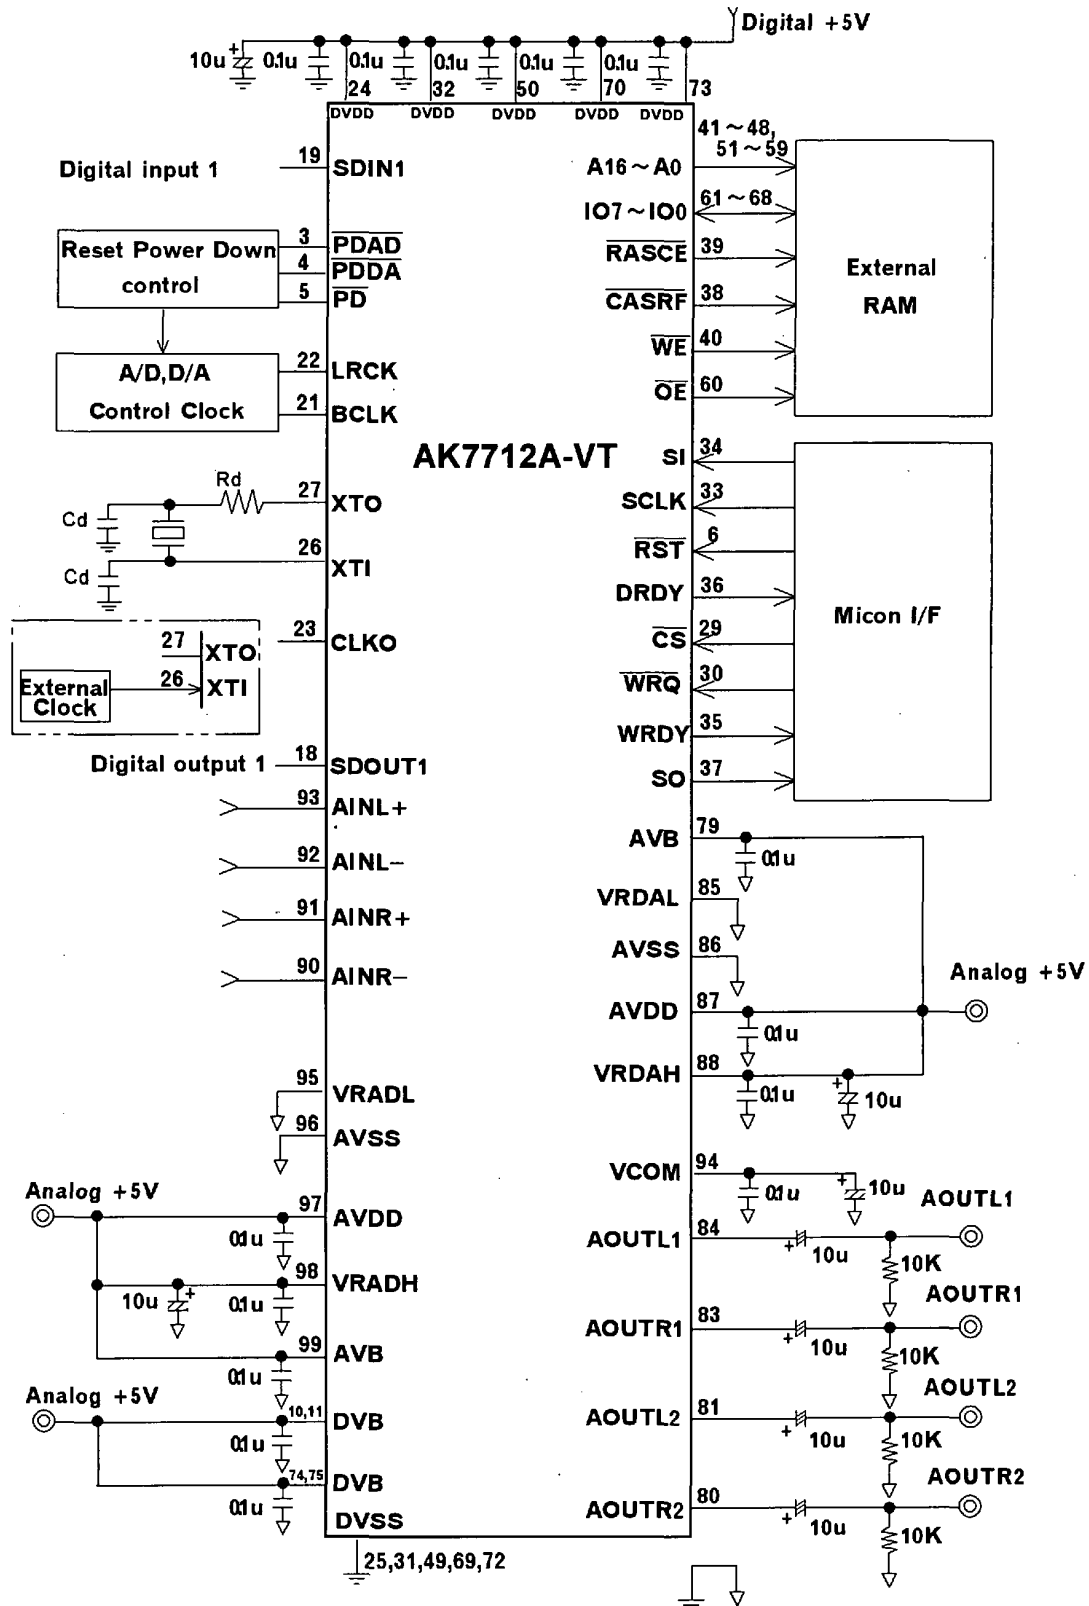 Digital +5V
10u
+
0.1u
0.1u
0.1u
0.1u
0.1u
24
32
50
70
73
DVDD
DVDD
DVDD
DVDD
DVDD
Digital input 1
19
SDIN1
Reset Power Down
control
3
PDAD
4
PDDA
5
PD
A/D,D/A
Control Clock
22
LRCK
21
BCLK
AK7712A-VT
Rd
27
XTO
Cd
26
XTI
Cd
23
CLKO
27
XTO
26
XTI
External
Clock
Digital output 1
18
SDOUT1
93
AINL+
92
AINL−
91
AINR+
90
AINR−
95
VRADL
96
AVSS
Analog +5V
97
AVDD
0.1u
98
VRADH
10u
+
0.1u
99
AVB
0.1u
Analog +5V
10,11
DVB
0.1u
74,75
DVB
0.1u
DVSS
25,31,49,69,72
41～48,
51～59
A16～A0
61～68
IO7～IO0
39
RASCE
38
CASRF
40
WE
60
OE
External
RAM
34
SI
33
SCLK
6
RST
36
DRDY
29
CS
30
WRQ
35
WRDY
37
SO
Micon I/F
79
AVB
0.1u
85
VRDAL
86
AVSS
Analog +5V
87
AVDD
0.1u
88
VRDAH
0.1u
+
10u
94
VCOM
0.1u
+
10u
AOUTL1
84
AOUTL1
+
10u
10K
AOUTR1
83
AOUTR1
+
10u
10K
AOUTL2
81
AOUTL2
+
10u
10K
AOUTR2
80
AOUTR2
+
10u
10K